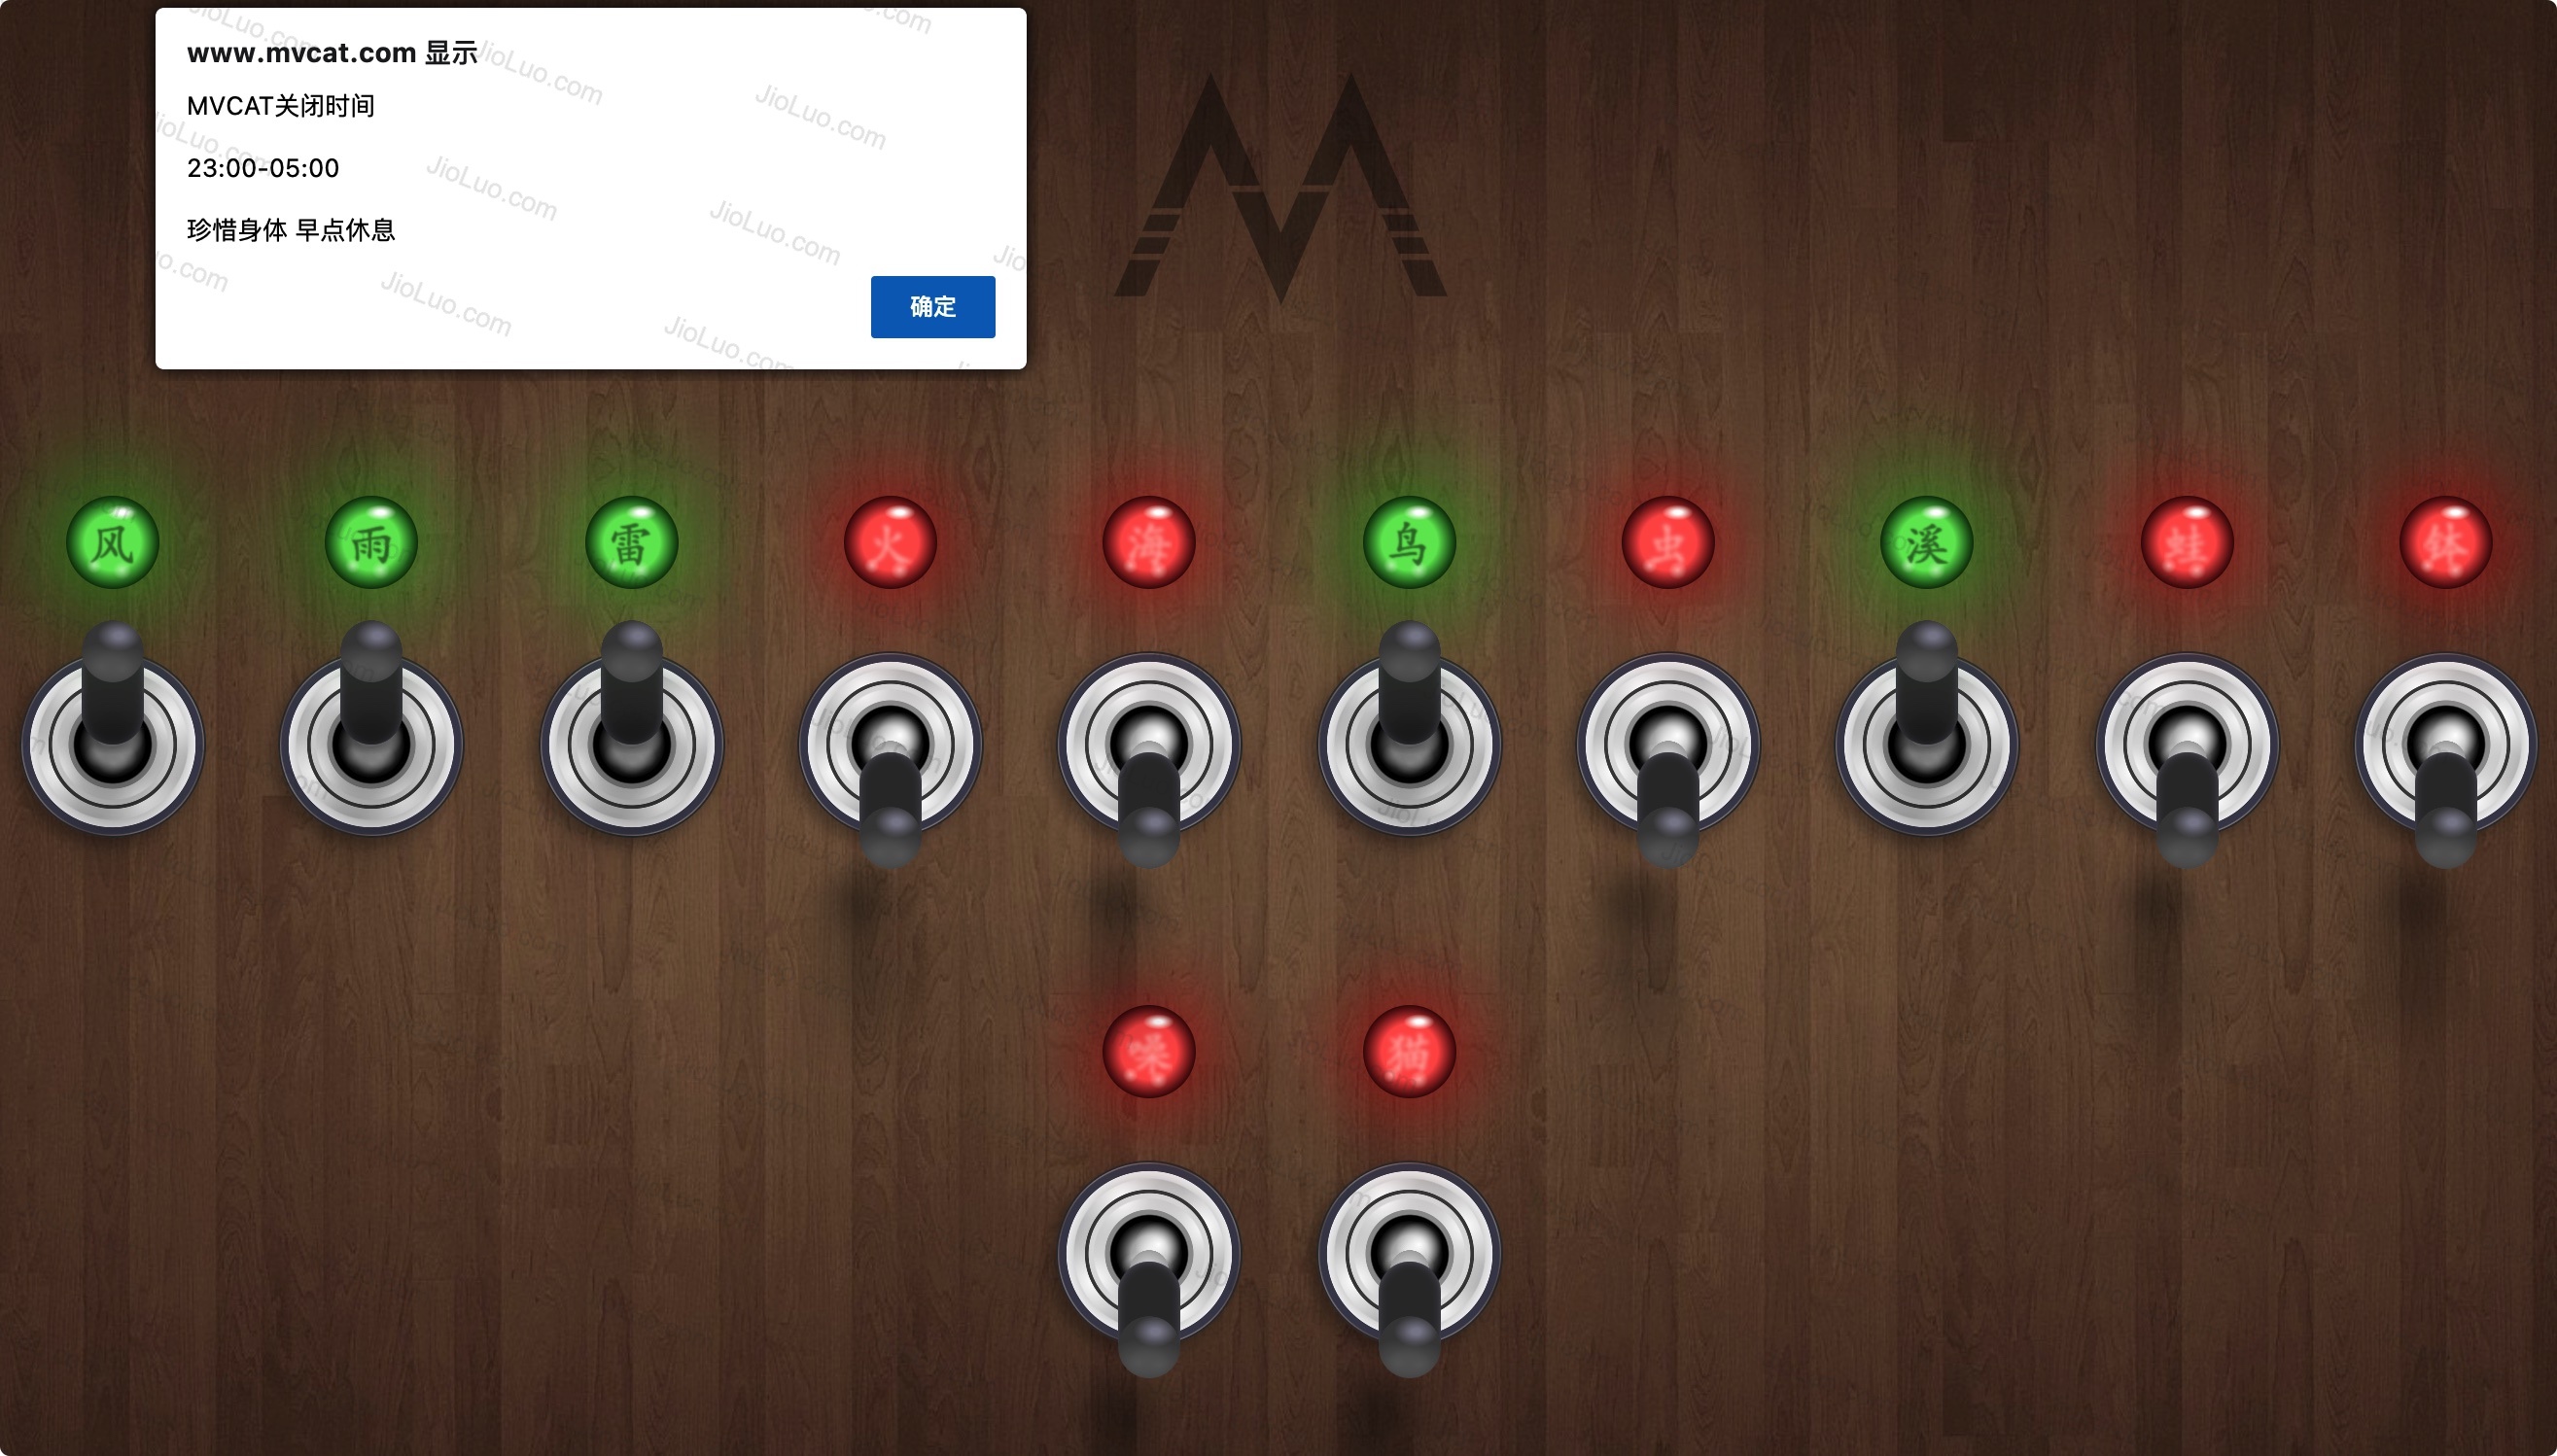 www.mvcat.com 显示
MVCAT关闭时间
23:00-05:00
珍惜身体 早点休息
确定
JioLuo.com
风 雨 雷 火 海 鸟 虫 溪 蛙 钵
噪 猫